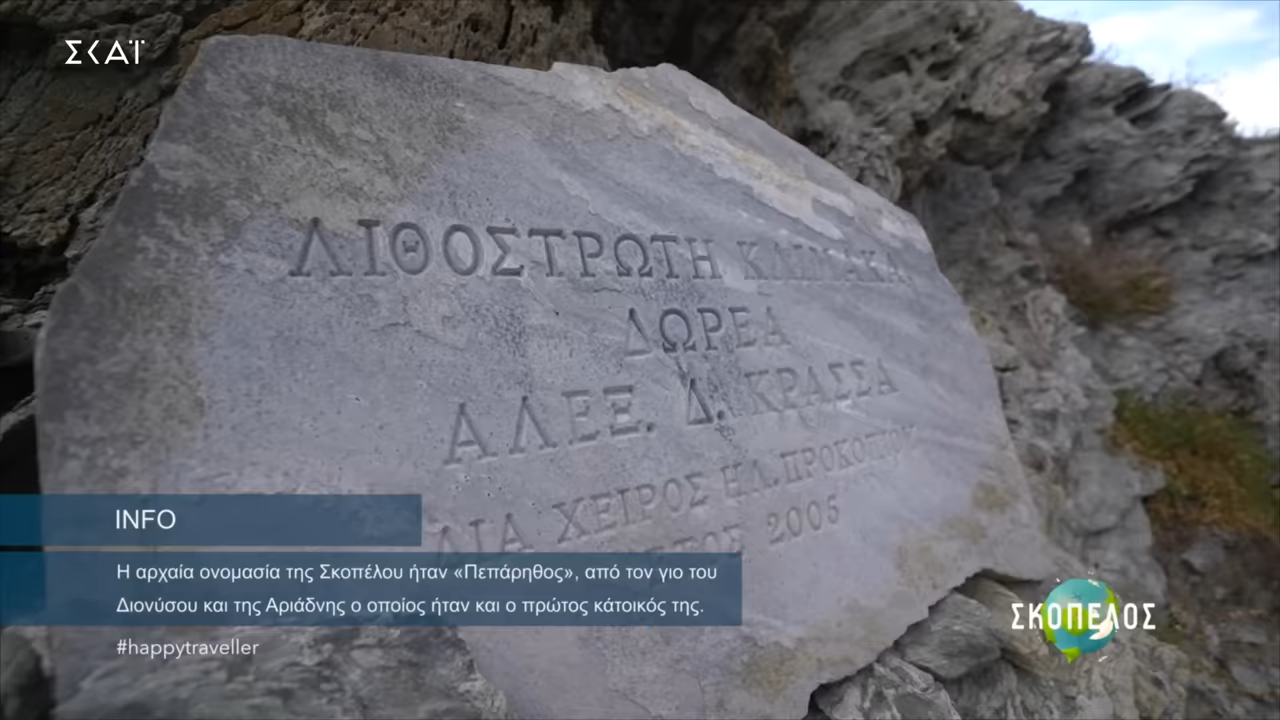 ΣΚΑΪ
ΛΙΘΟΣΤΡΩΤΗ ΚΛΙΜΑΚΑ
ΔΩΡΕΑ
ΑΛΕΞ. Δ. ΚΡΑΣΣΑ
ΔΙΑ ΧΕΙΡΟΣ ΗΛ. ΠΡΟΚΟΠΙΟΥ
2005
INFO
Η αρχαία ονομασία της Σκοπέλου ήταν «Πεπάρηθος», από τον γιο του
Διονύσου και της Αριάδνης ο οποίος ήταν και ο πρώτος κάτοικός της.
#happytraveller
ΣΚΟΠΕΛΟΣ